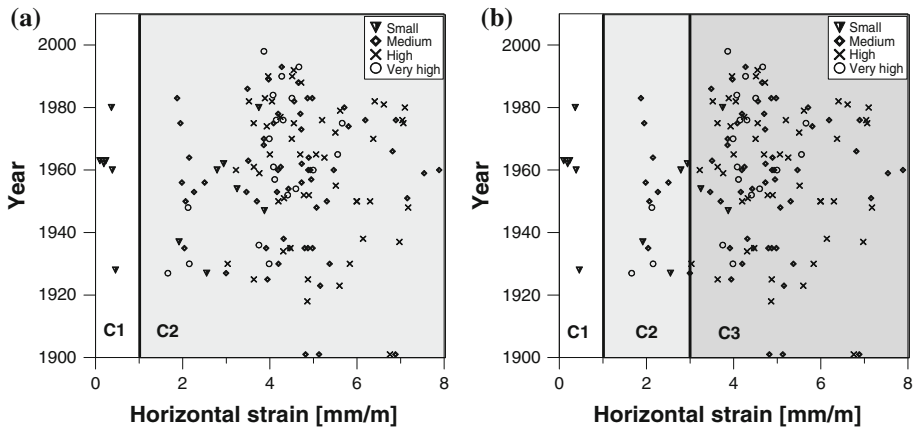 (a)
Year
2000
1980
1960
1940
1920
1900
Small
Medium
High
Very high
C1
C2
0 2 4 6 8
Horizontal strain [mm/m]
(b)
Year
2000
1980
1960
1940
1920
1900
Small
Medium
High
Very high
C1
C2
C3
0 2 4 6 8
Horizontal strain [mm/m]